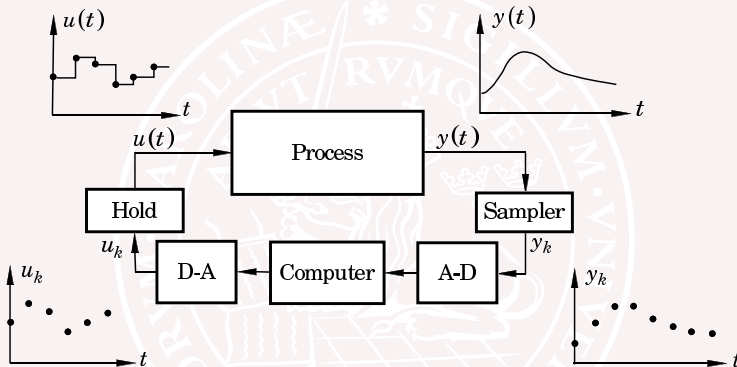 u(t)
t
y(t)
t
u(t)
Process
y(t)
Hold
Sampler
u_k
y_k
D-A
Computer
A-D
u_k
t
y_k
t